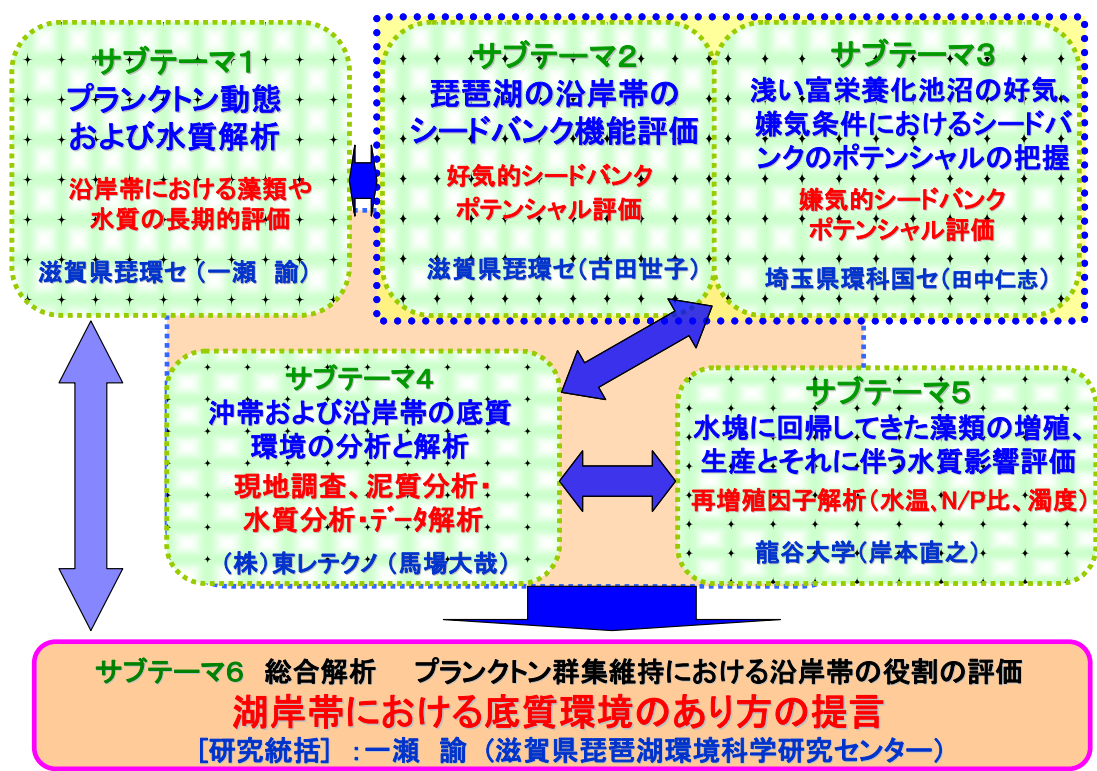 サブテーマ1
プランクトン動態
および水質解析
沿岸帯における藻類や
水質の長期的評価
滋賀県琵環セ（一瀬　諭）
サブテーマ2
琵琶湖の沿岸帯の
シードバンク機能評価
好気的シードバンク
ポテンシャル評価
滋賀県琵環セ（古田世子）
サブテーマ3
浅い富栄養化池沼の好気、
嫌気条件におけるシードバ
ンクのポテンシャルの把握
嫌気的シードバンク
ポテンシャル評価
埼玉県環科国セ（田中仁志）
サブテーマ4
沖帯および沿岸帯の底質
環境の分析と解析
現地調査、泥質分析・
水質分析・ﾃﾞｰﾀ解析
（株）東レテクノ（馬場大哉）
サブテーマ5
水塊に回帰してきた藻類の増殖、
生産とそれに伴う水質影響評価
再増殖因子解析（水温、N/P比、濁度）
龍谷大学（岸本直之）
サブテーマ6　総合解析　プランクトン群集維持における沿岸帯の役割の評価
湖岸帯における底質環境のあり方の提言
［研究統括］：一瀬　諭（滋賀県琵琶湖環境科学研究センター）